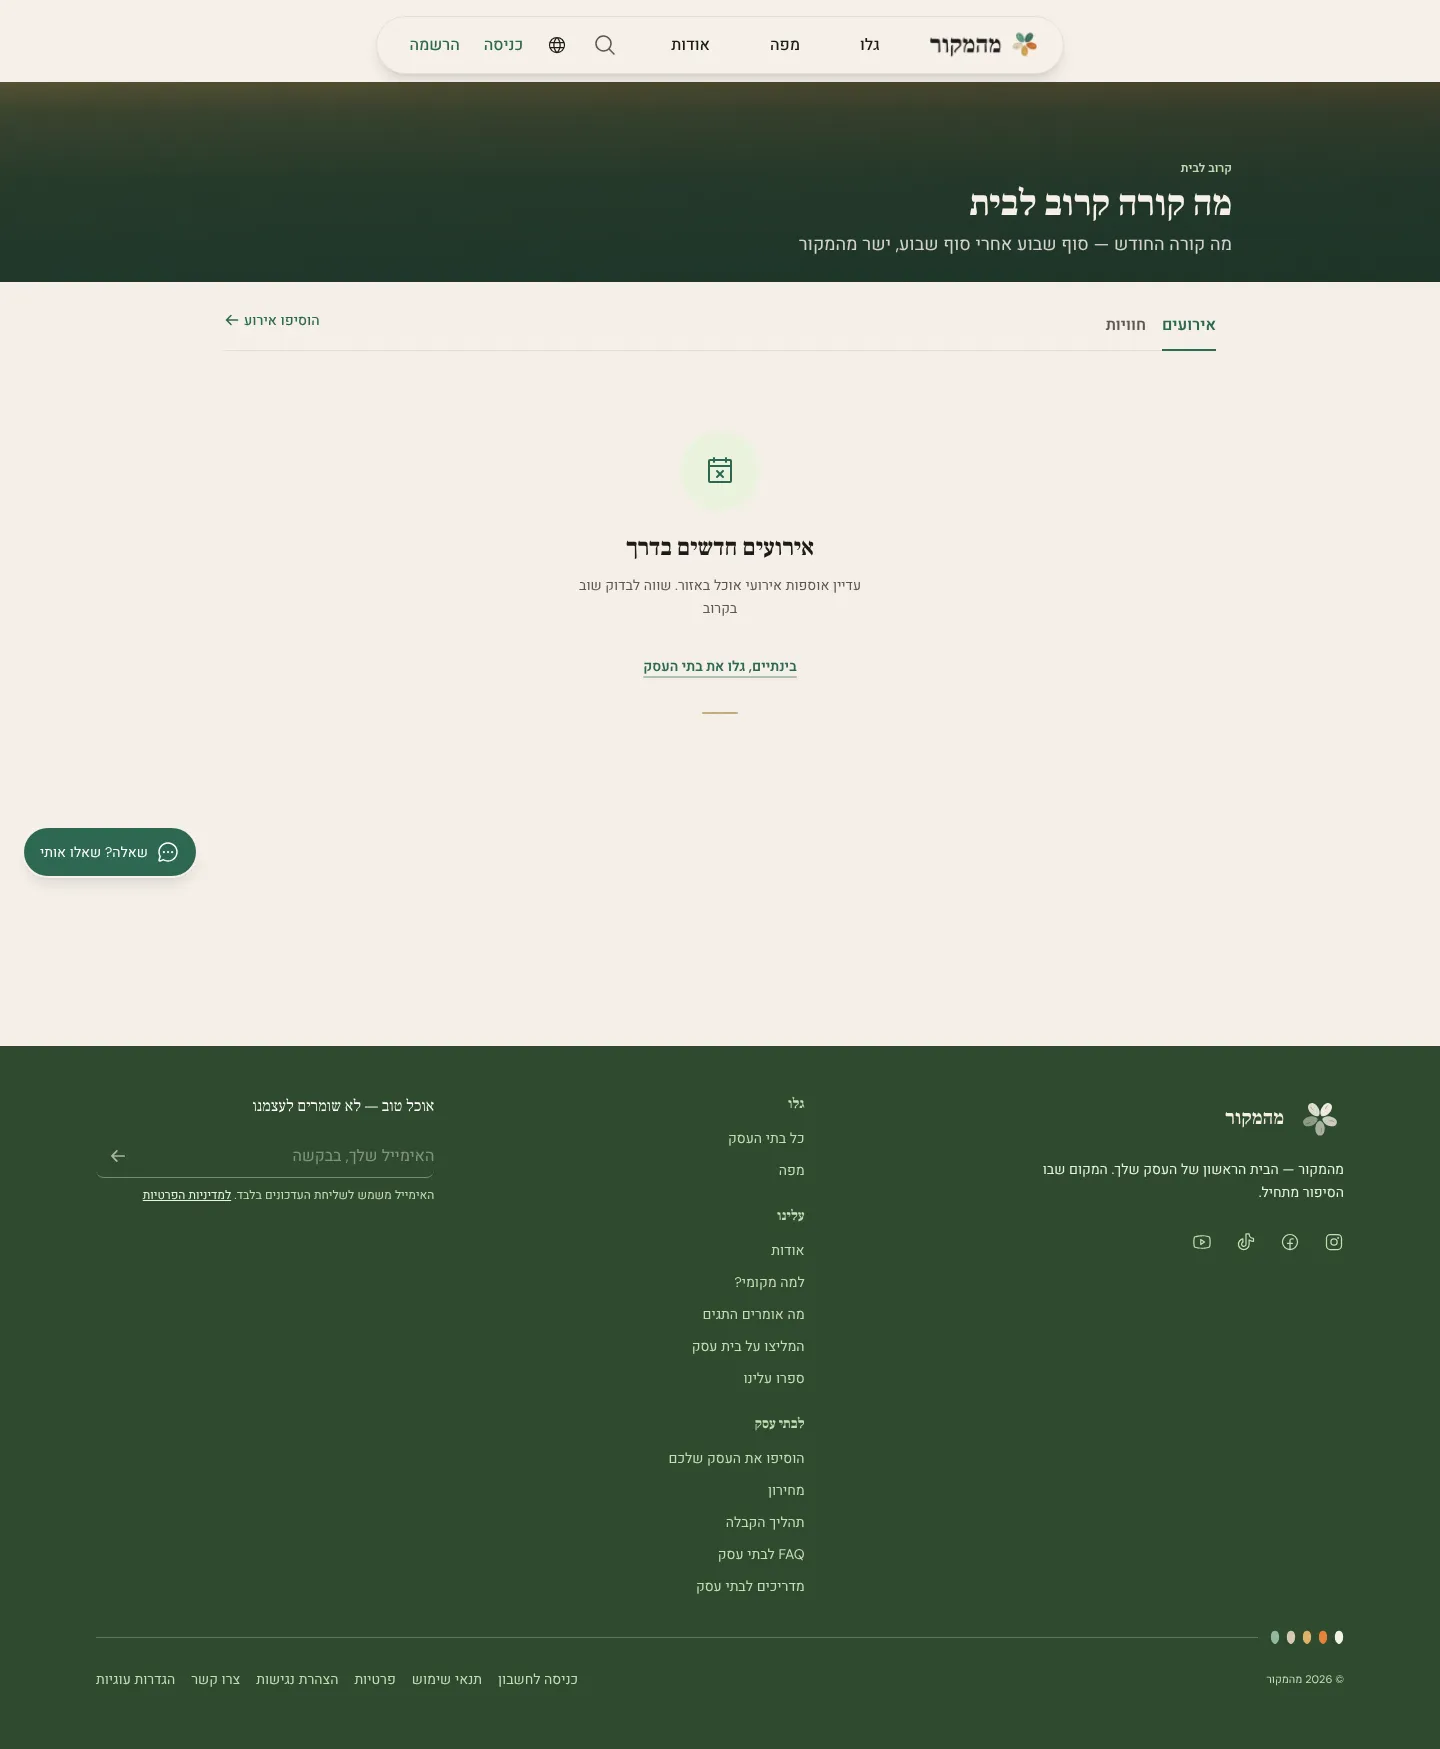 מהמקור
גלו
מפה
אודות
כניסה
הרשמה
קרוב לבית
מה קורה קרוב לבית
מה קורה החודש — סוף שבוע אחרי סוף שבוע, ישר מהמקור
אירועים
חוויות
הוסיפו אירוע
אירועים חדשים בדרך
עדיין אוספות אירועי אוכל באזור. שווה לבדוק שוב
בקרוב
בינתיים, גלו את בתי העסק
שאלה? שאלו אותי
מהמקור
מהמקור — הבית הראשון של העסק שלך. המקום שבו
הסיפור מתחיל.
גלו
כל בתי העסק
מפה
עלינו
אודות
למה מקומי?
מה אומרים התגים
המליצו על בית עסק
ספרו עלינו
לבתי עסק
הוסיפו את העסק שלכם
מחירון
תהליך הקבלה
FAQ לבתי עסק
מדריכים לבתי עסק
אוכל טוב — לא שומרים לעצמנו
האימייל שלך, בבקשה
האימייל משמש לשליחת העדכונים בלבד. למדיניות הפרטיות
© 2026 מהמקור
כניסה לחשבון
תנאי שימוש
פרטיות
הצהרת נגישות
צרו קשר
הגדרות עוגיות